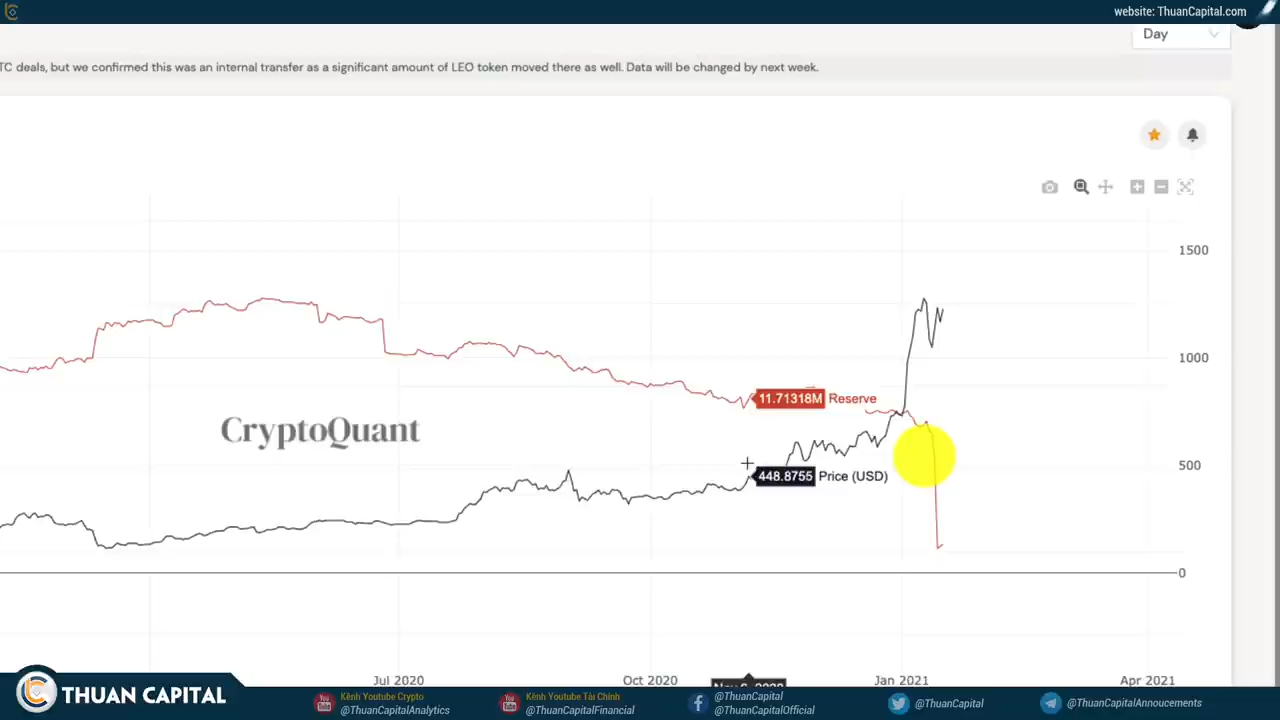 website: ThuanCapital.com
Day
TC deals, but we confirmed this was an internal transfer as a significant amount of LEO token moved there as well. Data will be changed by next week.
1500
1000
11.71318M Reserve
CryptoQuant
500
448.8755 Price (USD)
0
Jul 2020
Oct 2020
Jan 2021
Apr 2021
THUAN CAPITAL
Kênh Youtube Crypto
@ThuanCapitalAnalytics
Kênh Youtube Tài Chính
@ThuanCapitalFinancial
@ThuanCapital
@ThuanCapitalOfficial
@ThuanCapital
@ThuanCapitalAnnoucements